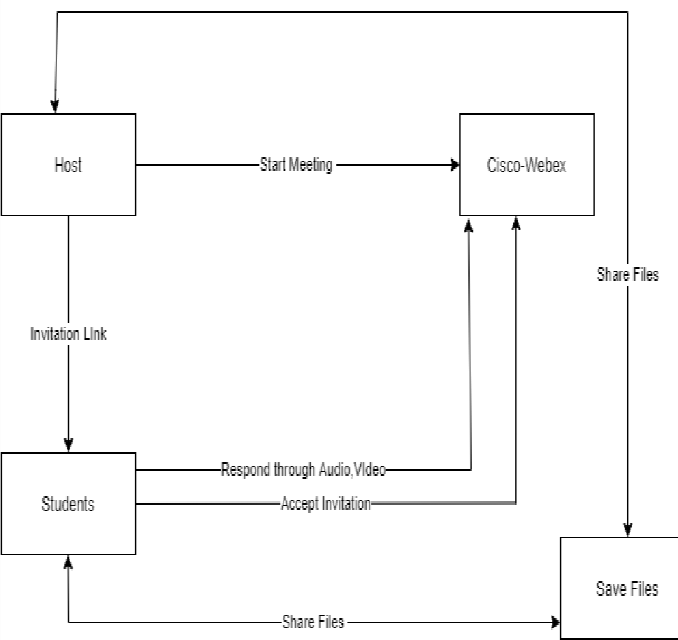 Host
Start Meeting
Cisco-Webex
Share Files
Invitation LInk
Respond through Audio,VIdeo
Students
Accept Invitation
Save Files
Share Files